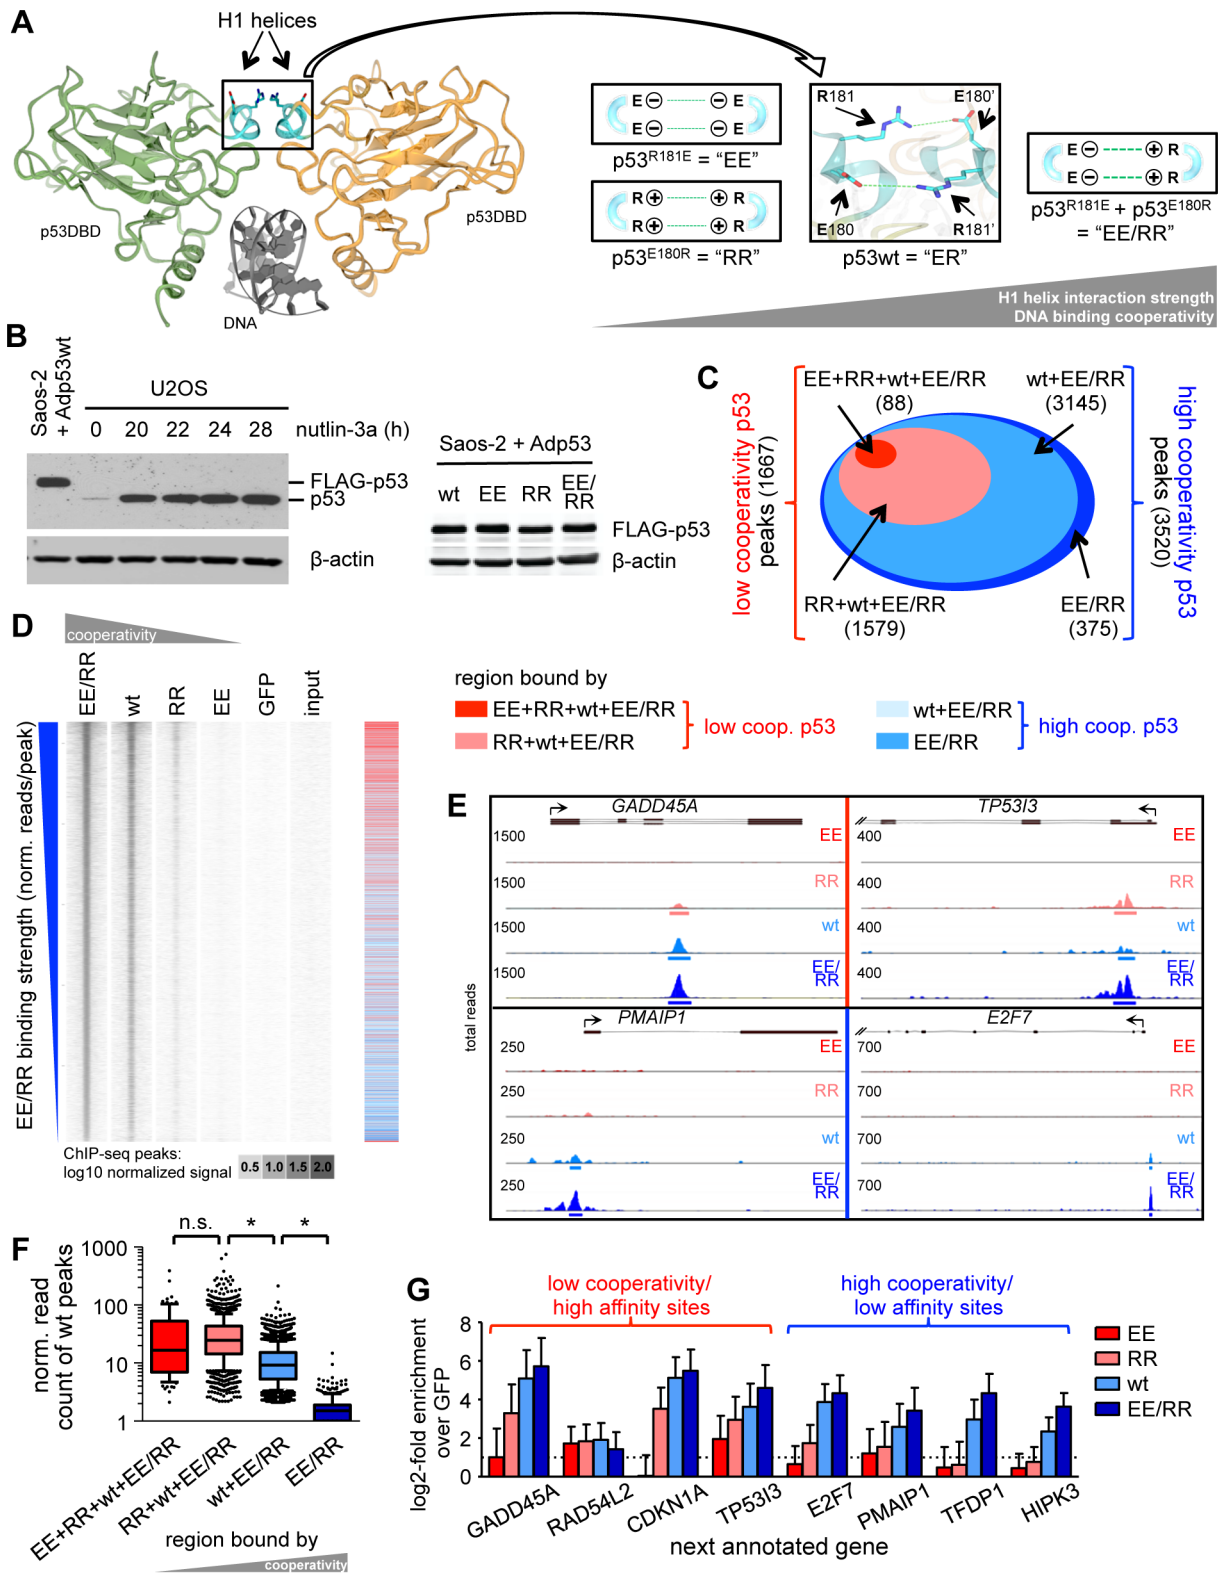 A
H1 helices
p53DBD
p53DBD
DNA
E − − E
E − − E
p53R181E = “EE”
R + + R
R + + R
p53E180R = “RR”
R181
E180’
E180
R181’
p53wt = “ER”
E − + R
E − + R
p53R181E + p53E180R
= “EE/RR”
H1 helix interaction strength
DNA binding cooperativity
B
Saos-2
+ Adp53wt
U2OS
0 20 22 24 28 nutlin-3a (h)
FLAG-p53
p53
β-actin
Saos-2 + Adp53
wt EE RR EE/
RR
FLAG-p53
β-actin
C
low cooperativity p53
peaks (1667)
EE+RR+wt+EE/RR
(88)
wt+EE/RR
(3145)
RR+wt+EE/RR
(1579)
EE/RR
(375)
high cooperativity p53
peaks (3520)
D
cooperativity
EE/RR wt RR EE GFP input
EE/RR binding strength (norm. reads/peak)
ChIP-seq peaks:
log10 normalized signal 0.5 1.0 1.5 2.0
region bound by
EE+RR+wt+EE/RR
RR+wt+EE/RR
low coop. p53
wt+EE/RR
EE/RR
high coop. p53
E
total reads
GADD45A
1500 EE
1500 RR
1500 wt
1500 EE/
RR
TP53I3
400 EE
400 RR
400 wt
400 EE/
RR
PMAIP1
250 EE
250 RR
250 wt
250 EE/
RR
E2F7
700 EE
700 RR
700 wt
700 EE/
RR
F
n.s. * *
norm. read
count of wt peaks
1000
100
10
1
EE+RR+wt+EE/RR
RR+wt+EE/RR
wt+EE/RR
EE/RR
region bound by
cooperativity
G
low cooperativity/
high affinity sites
high cooperativity/
low affinity sites
log2-fold enrichment
over GFP
8
6
4
2
0
GADD45A
RAD54L2
CDKN1A
TP53I3
E2F7
PMAIP1
TFDP1
HIPK3
next annotated gene
EE
RR
wt
EE/RR